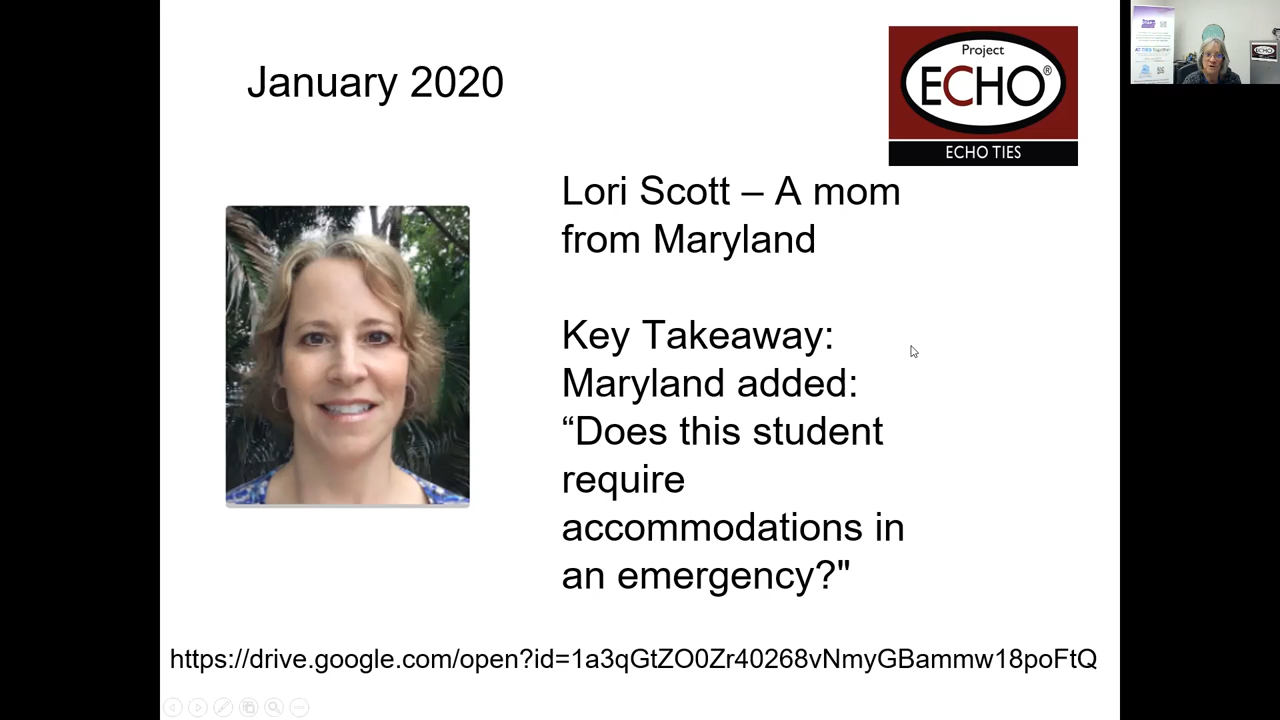 January 2020
Project
ECHO®
ECHO TIES
Lori Scott – A mom
from Maryland
Key Takeaway:
Maryland added:
“Does this student
require
accommodations in
an emergency?"
https://drive.google.com/open?id=1a3qGtZO0Zr40268vNmyGBammw18poFtQ
ECHO